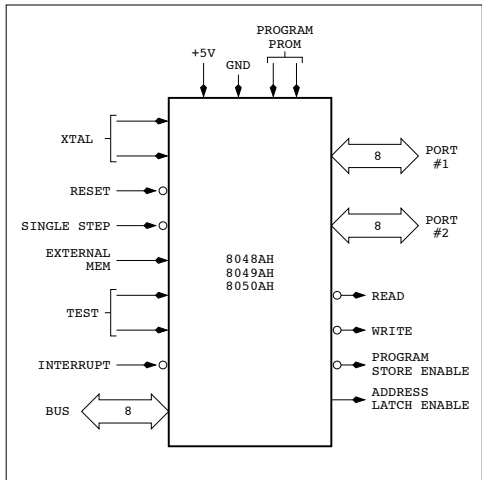 PROGRAM
PROM
+5V
GND
XTAL
8
PORT
#1
RESET
SINGLE STEP
8
PORT
#2
EXTERNAL
MEM
8048AH
8049AH
8050AH
TEST
READ
WRITE
INTERRUPT
PROGRAM
STORE ENABLE
BUS
8
ADDRESS
LATCH ENABLE